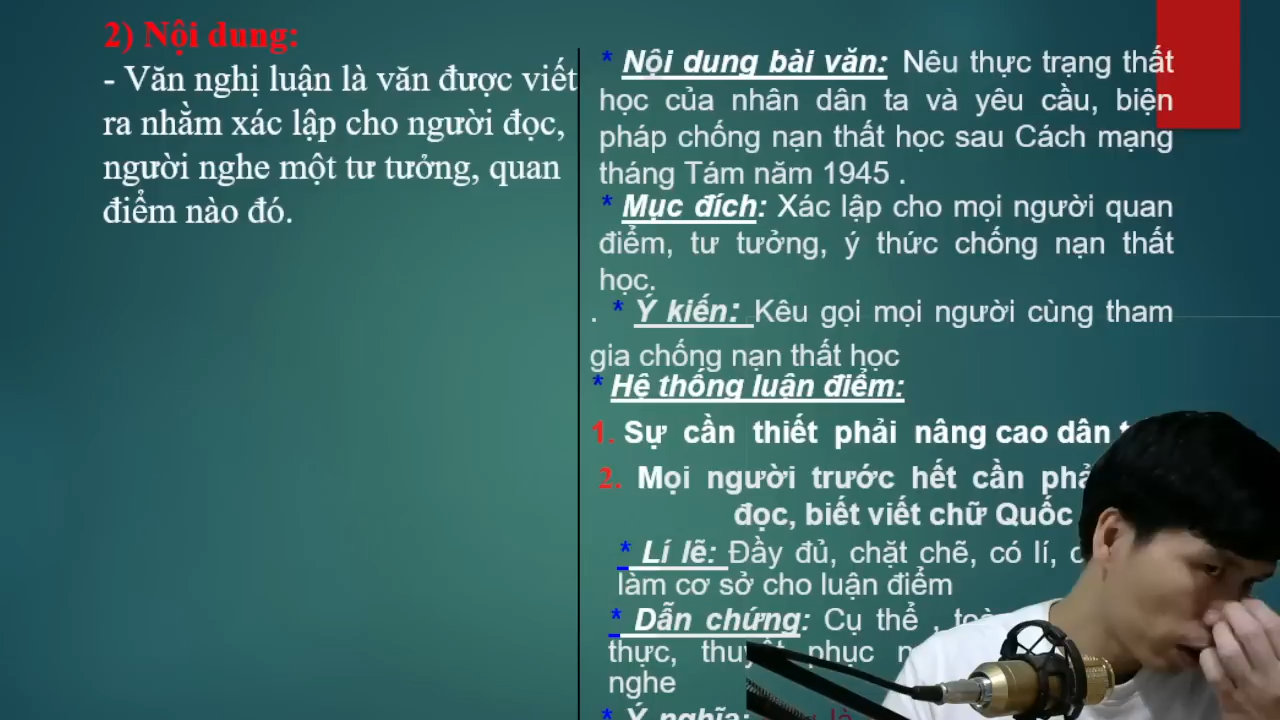 2) Nội dung:
- Văn nghị luận là văn được viết
ra nhằm xác lập cho người đọc,
người nghe một tư tưởng, quan
điểm nào đó.
* Nội dung bài văn: Nêu thực trạng thất
học của nhân dân ta và yêu cầu, biện
pháp chống nạn thất học sau Cách mạng
tháng Tám năm 1945 .
* Mục đích: Xác lập cho mọi người quan
điểm, tư tưởng, ý thức chống nạn thất
học.
. * Ý kiến: Kêu gọi mọi người cùng tham
gia chống nạn thất học
* Hệ thống luận điểm:
1. Sự cần thiết phải nâng cao dân
2. Mọi người trước hết cần
đọc, biết viết chữ Quốc
* Lí lẽ: Đầy đủ, chặt chẽ, có lí,
làm cơ sở cho luận điểm
* Dẫn chứng: Cụ thể ,
thực, thuyết phục
nghe
* Ý nghĩa: